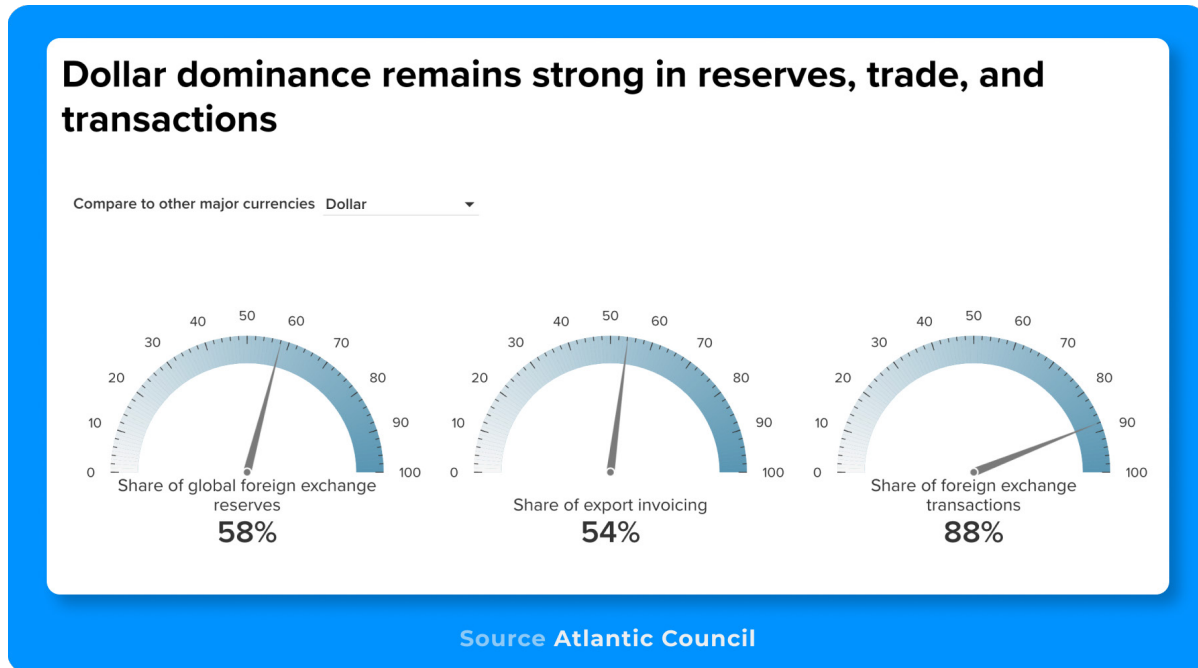 Dollar dominance remains strong in reserves, trade, and
transactions
Compare to other major currencies Dollar
0 10 20 30 40 50 60 70 80 90 100
Share of global foreign exchange
reserves
58%
0 10 20 30 40 50 60 70 80 90 100
Share of export invoicing
54%
0 10 20 30 40 50 60 70 80 90 100
Share of foreign exchange
transactions
88%
Source Atlantic Council